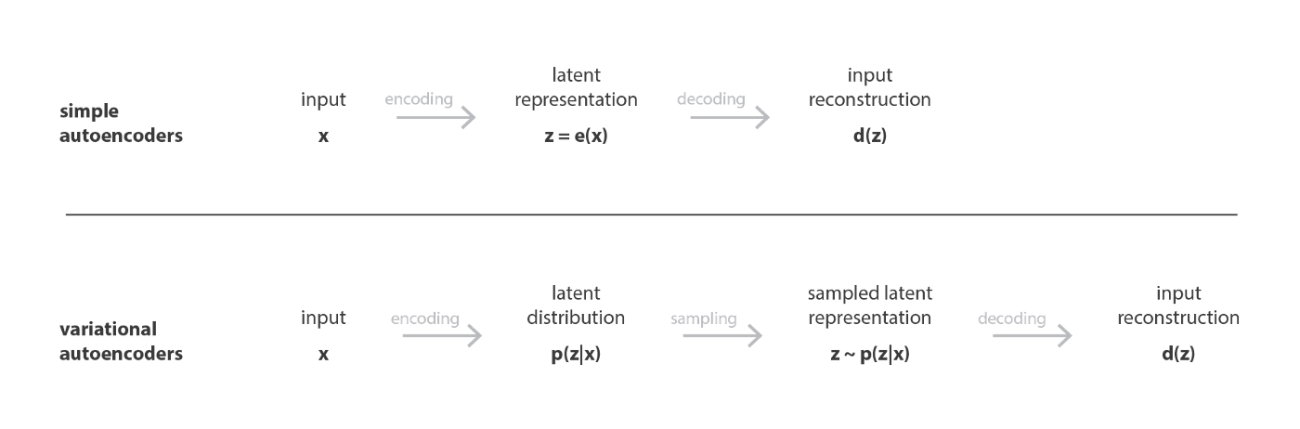 simple
autoencoders
input
x
encoding
latent
representation
z = e(x)
decoding
input
reconstruction
d(z)
variational
autoencoders
input
x
encoding
latent
distribution
p(z|x)
sampling
sampled latent
representation
z ~ p(z|x)
decoding
input
reconstruction
d(z)